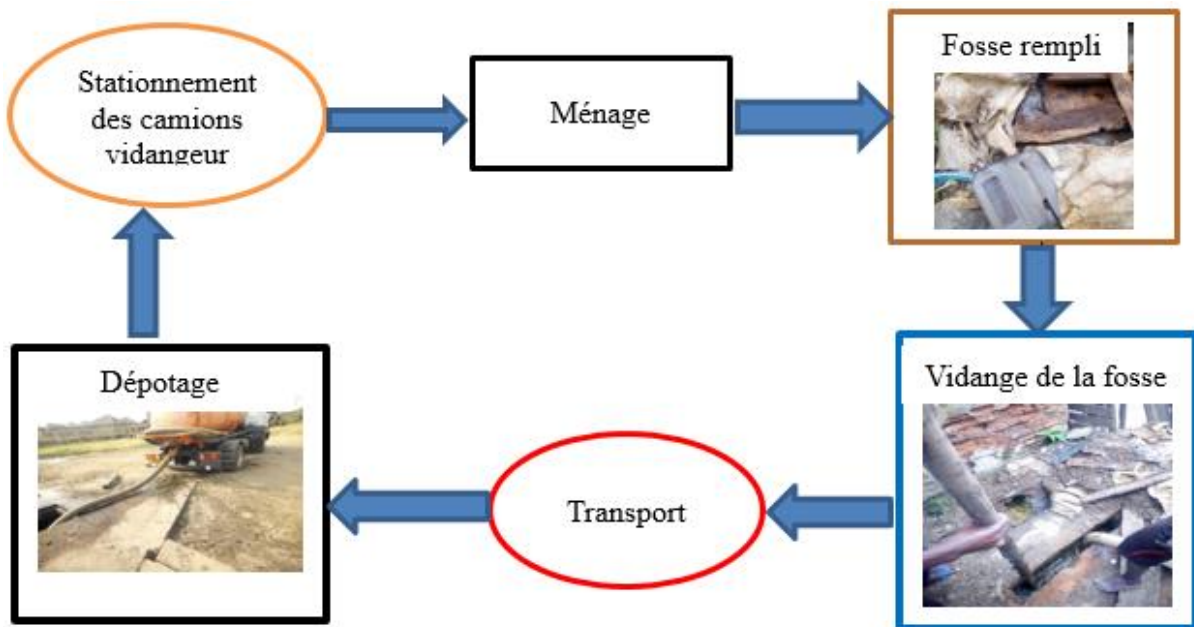 Stationnement
des camions
vidangeur
Ménage
Fosse rempli
Vidange de la fosse
Transport
Dépotage